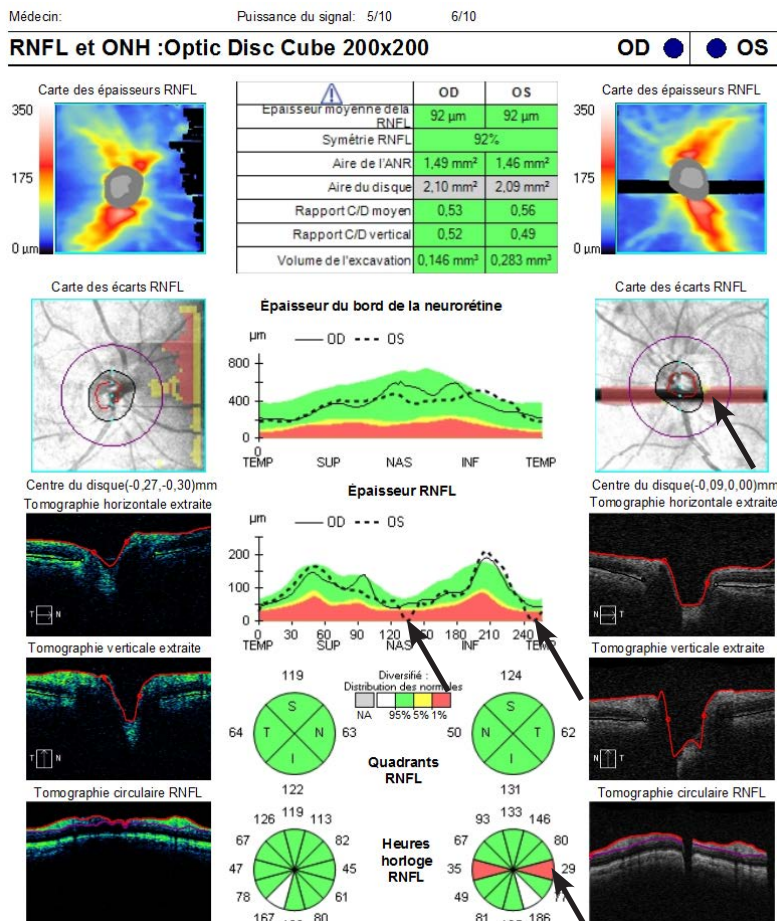 Médecin: Puissance du signal: 5/10 6/10
RNFL et ONH :Optic Disc Cube 200x200 OD OS
Carte des épaisseurs RNFL
350
175
0 µm
OD OS
Epaisseur moyenne dela RNFL 92 µm 92 µm
Symétrie RNFL 92%
Aire de l'ANR 1,49 mm² 1,46 mm²
Aire du disque 2,10 mm² 2,09 mm²
Rapport C/D moyen 0,53 0,56
Rapport C/D vertical 0,52 0,49
Volume de l'excavation 0,146 mm³ 0,283 mm³
Carte des épaisseurs RNFL
350
175
0 µm
Carte des écarts RNFL
Centre du disque(-0,27,-0,30)mm
Épaisseur du bord de la neurorétine
µm OD OS
800
400
0
TEMP SUP NAS INF TEMP
Carte des écarts RNFL
Centre du disque(-0,09,0,00)mm
Tomographie horizontale extraite
T N
Épaisseur RNFL
µm OD OS
200
100
0
0 30 60 90 120 150 180 210 240
TEMP SUP NAS INF TEMP
Tomographie horizontale extraite
N T
Tomographie verticale extraite
T N
119
S
64 T N 63
I
122
Diversifié :
Distribution des normales
NA 95% 5% 1%
Quadrants
RNFL
124
S
50 N T 62
I
131
Tomographie verticale extraite
N T
Tomographie circulaire RNFL
126 119 113
67 82
47 45
78 61
167 80
Heures
horloge
RNFL
93 133 146
67 80
35 29
49 77
81 186
Tomographie circulaire RNFL